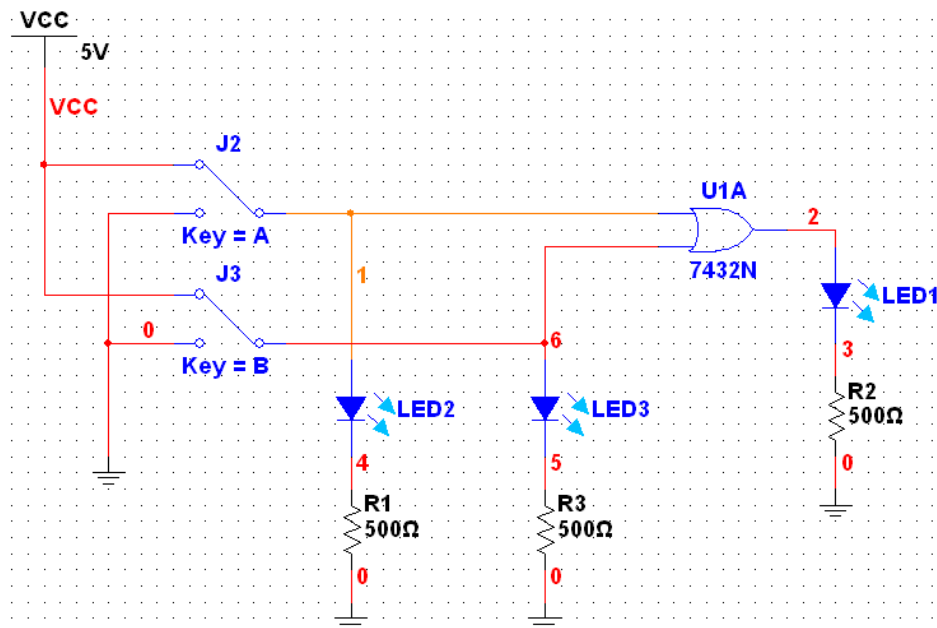 VCC
5V
VCC
J2
Key = A
J3
0
Key = B
1
U1A
7432N
2
6
LED1
3
R2
500Ω
0
LED2
LED3
4
5
R1
500Ω
R3
500Ω
0
0